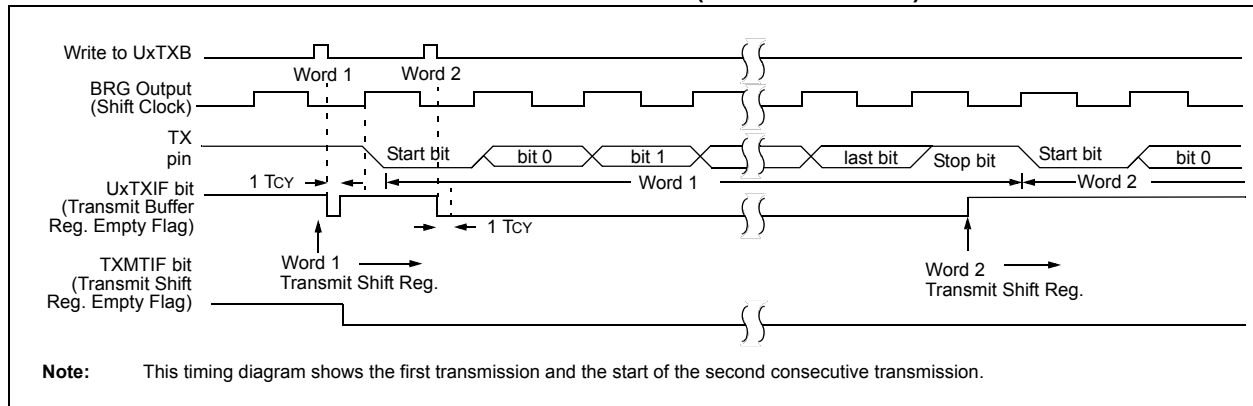 Write to UxTXB
Word 1
Word 2
BRG Output
(Shift Clock)
TX
pin
Start bit
bit 0
bit 1
last bit
Stop bit
Start bit
bit 0
1 TCY
Word 1
Word 2
UxTXIF bit
(Transmit Buffer
Reg. Empty Flag)
1 TCY
Word 1
Transmit Shift Reg.
Word 2
Transmit Shift Reg.
TXMTIF bit
(Transmit Shift
Reg. Empty Flag)
Note: This timing diagram shows the first transmission and the start of the second consecutive transmission.